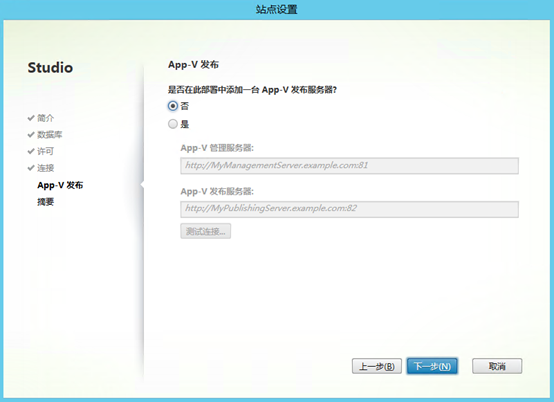 站点设置
Studio
简介
数据库
许可
连接
App-V 发布
摘要
App-V 发布
是否在此部署中添加一台 App-V 发布服务器?
否
是
App-V 管理服务器:
http://MyManagementServer.example.com:81
App-V 发布服务器:
http://MyPublishingServer.example.com:82
测试连接...
上一步(B) 下一步(N) 取消